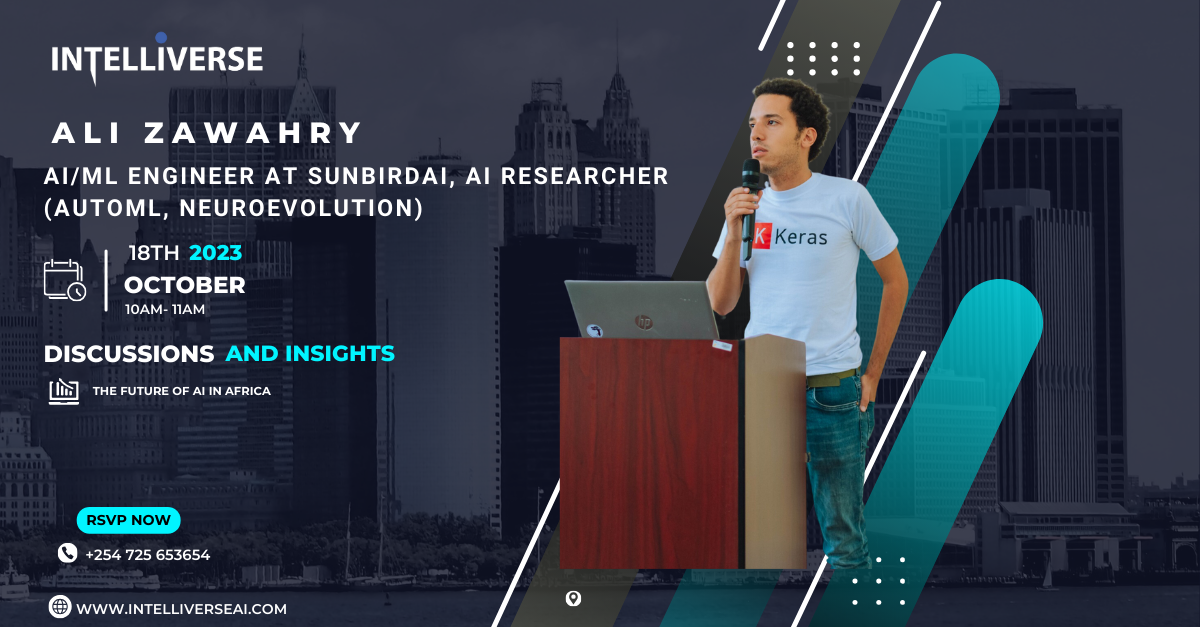 INTELLIVERSE
ALI ZAWAHRY
AI/ML ENGINEER AT SUNBIRDAI, AI RESEARCHER
(AUTOML, NEUROEVOLUTION)
18TH 2023
OCTOBER
10AM- 11AM
DISCUSSIONS AND INSIGHTS
THE FUTURE OF AI IN AFRICA
K Keras
hp
RSVP NOW
+254 725 653654
WWW.INTELLIVERSEAI.COM